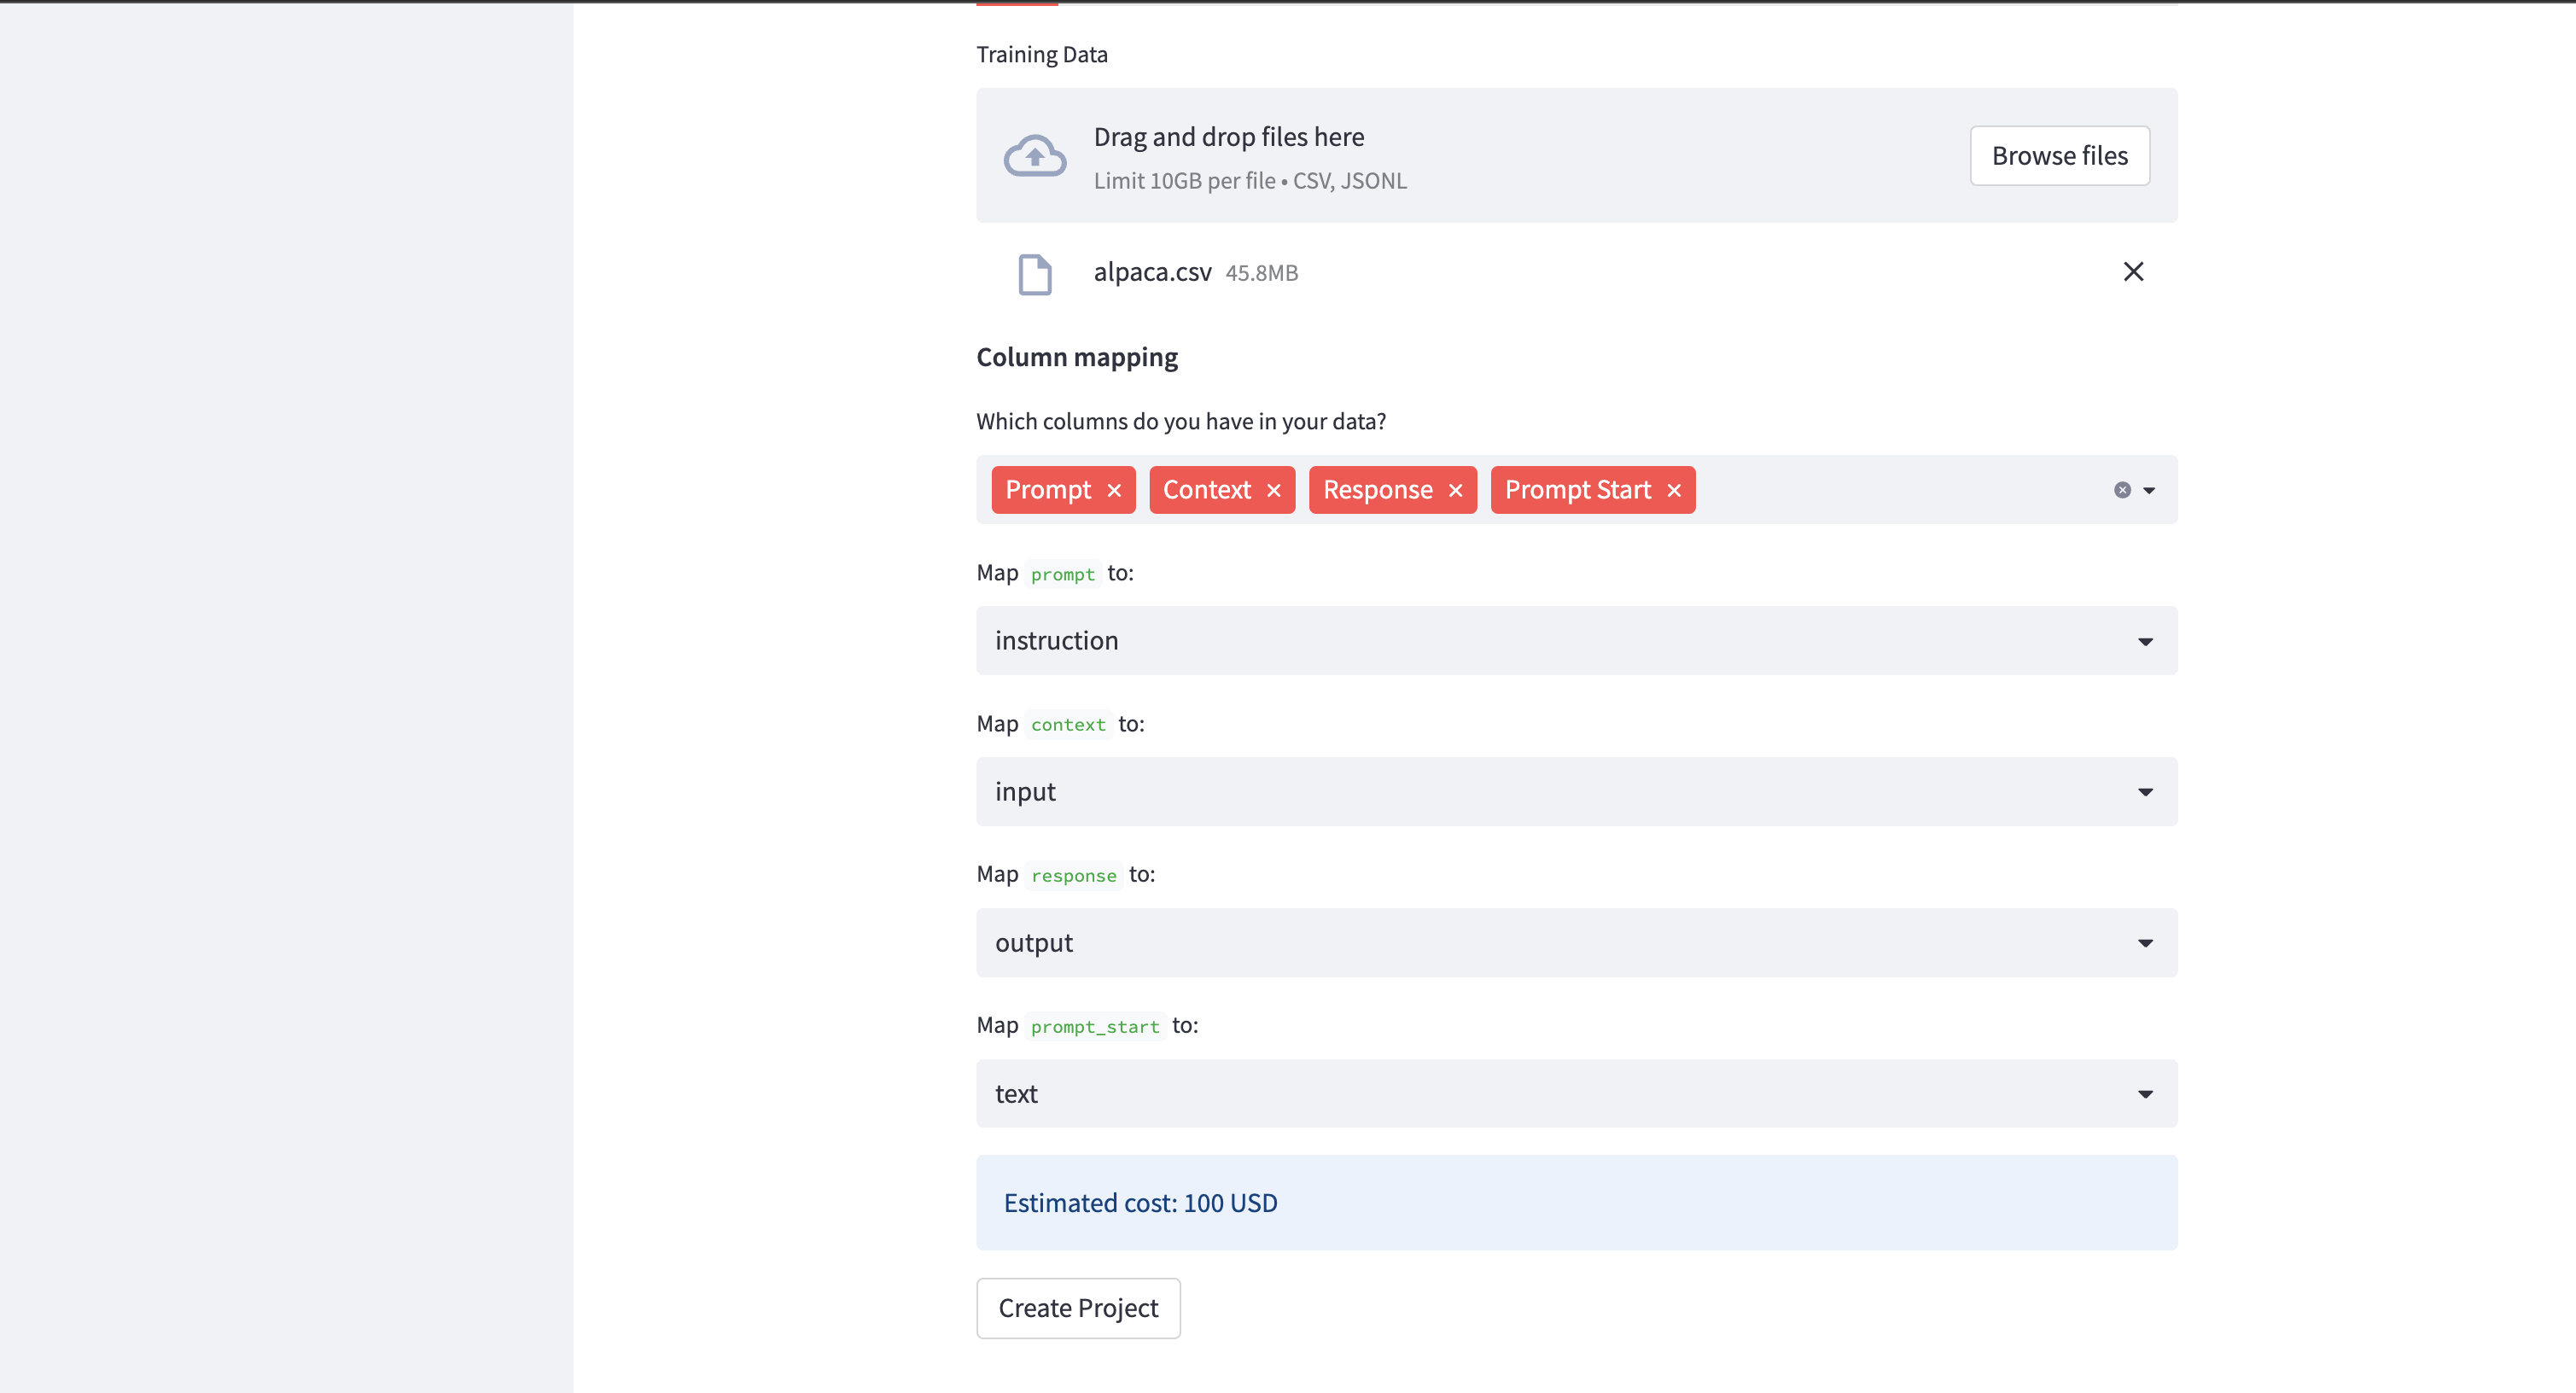 Training Data
Drag and drop files here
Limit 10GB per file • CSV, JSONL
Browse files
alpaca.csv 45.8MB
Column mapping
Which columns do you have in your data?
Prompt Context Response Prompt Start
Map prompt to:
instruction
Map context to:
input
Map response to:
output
Map prompt_start to:
text
Estimated cost: 100 USD
Create Project